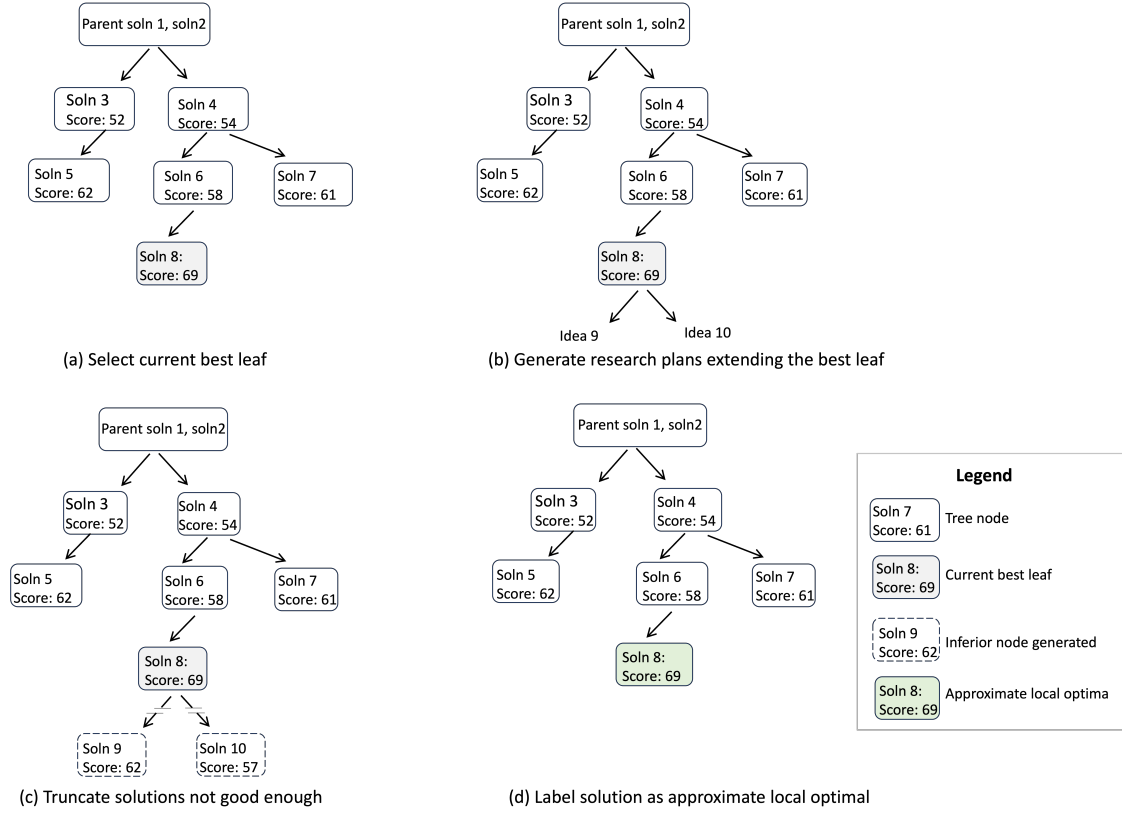 Parent soln 1, soln2
Soln 3
Score: 52
Soln 4
Score: 54
Soln 5
Score: 62
Soln 6
Score: 58
Soln 7
Score: 61
Soln 8:
Score: 69
(a) Select current best leaf
Parent soln 1, soln2
Soln 3
Score: 52
Soln 4
Score: 54
Soln 5
Score: 62
Soln 6
Score: 58
Soln 7
Score: 61
Soln 8:
Score: 69
Idea 9
Idea 10
(b) Generate research plans extending the best leaf
Parent soln 1, soln2
Soln 3
Score: 52
Soln 4
Score: 54
Soln 5
Score: 62
Soln 6
Score: 58
Soln 7
Score: 61
Soln 8:
Score: 69
Soln 9
Score: 62
Soln 10
Score: 57
(c) Truncate solutions not good enough
Parent soln 1, soln2
Soln 3
Score: 52
Soln 4
Score: 54
Soln 5
Score: 62
Soln 6
Score: 58
Soln 7
Score: 61
Soln 8:
Score: 69
(d) Label solution as approximate local optimal
Legend
Soln 7
Score: 61
Tree node
Soln 8:
Score: 69
Current best leaf
Soln 9
Score: 62
Inferior node generated
Soln 8:
Score: 69
Approximate local optima